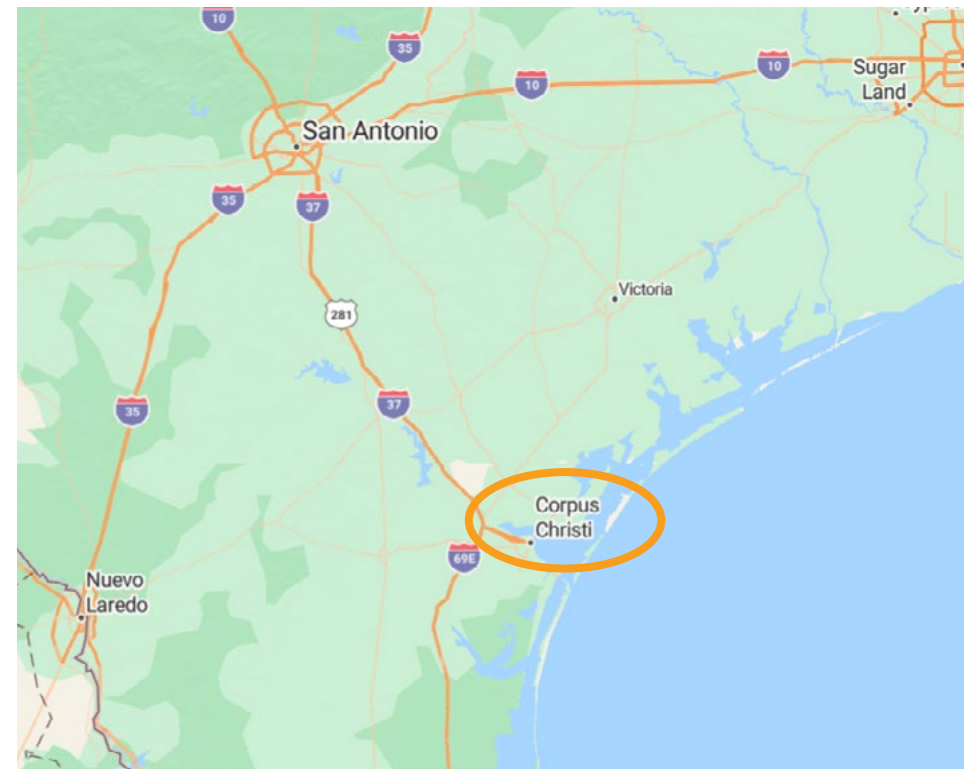 10
35
10
10
Sugar
Land
San Antonio
35
37
Victoria
281
35
37
Corpus
Christi
69E
Nuevo
Laredo